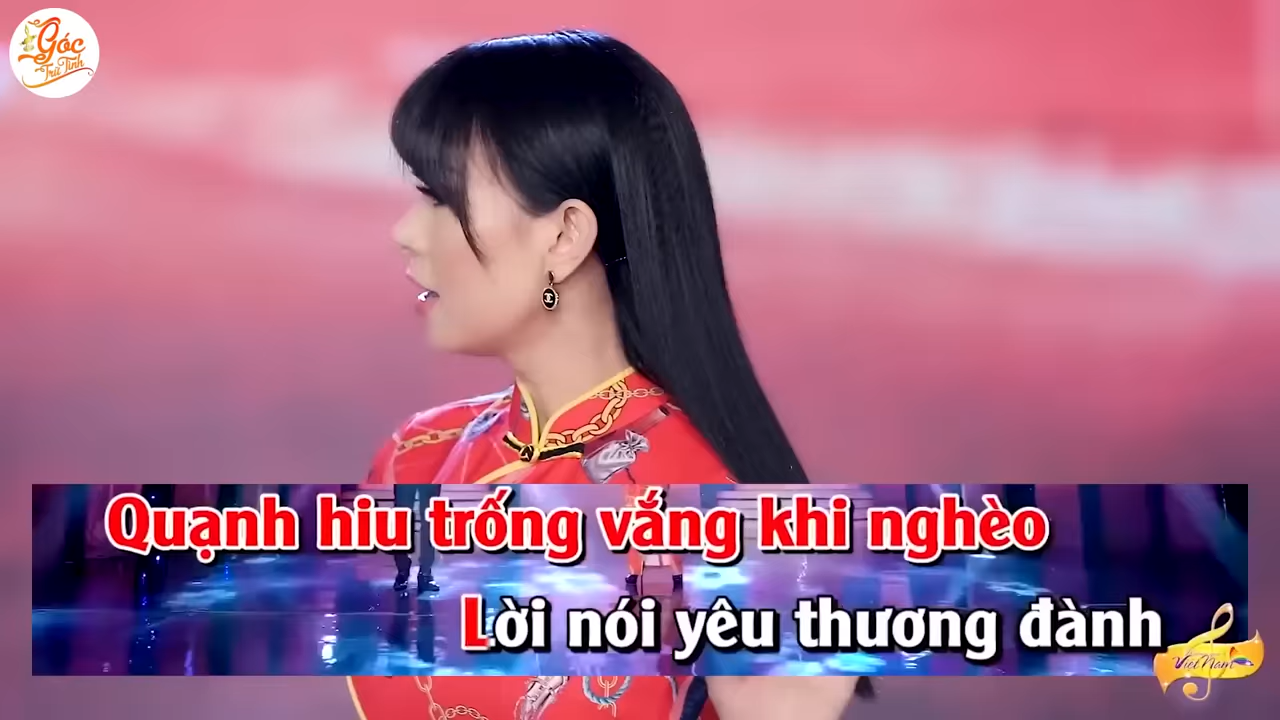 Góc
Trữ Tình
Quạnh hiu trống vắng khi nghèo
Lời nói yêu thương đành
Việt Nam